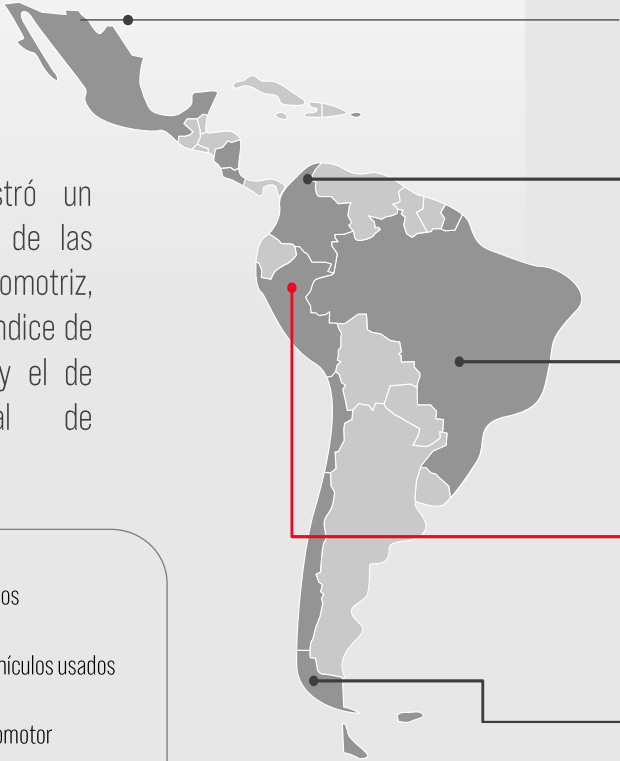 stró un
de las
omotriz,
ndice de
y el de
al de
os
hículos usados
omotor